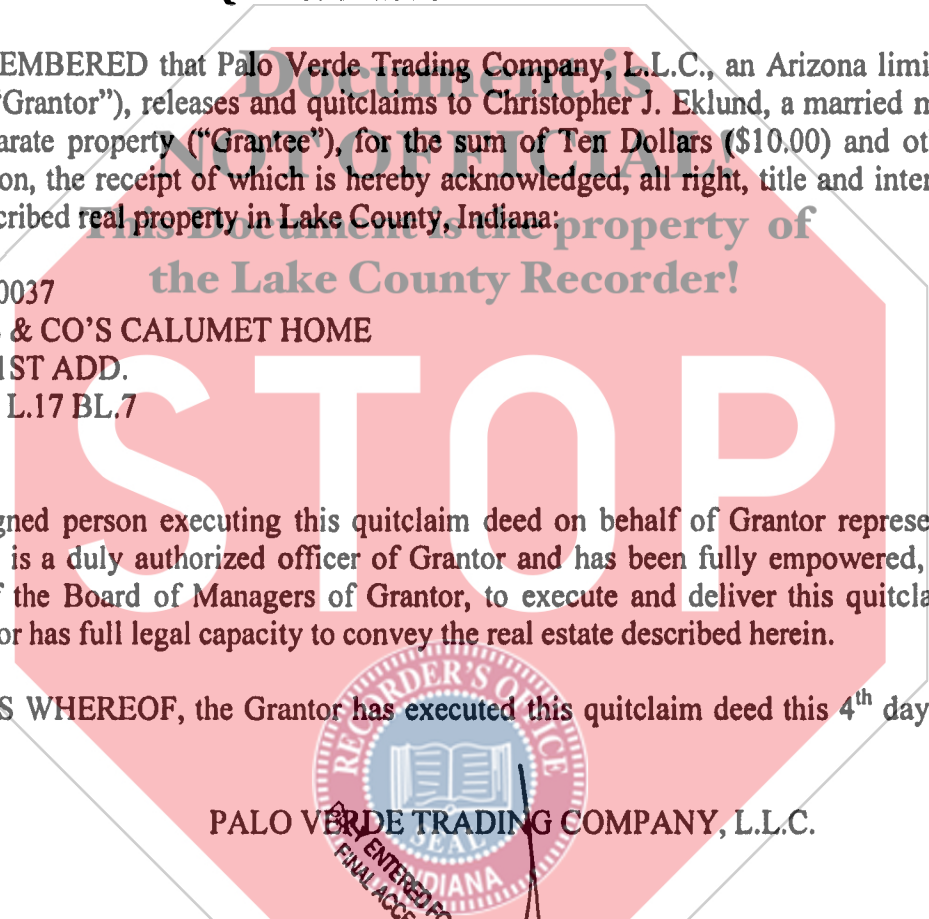 EMBERED that Palo Verde Trading Company, L.L.C., an Arizona limi
"Grantor"), releases and quitclaims to Christopher J. Eklund, a married m
arate property ("Grantee"), for the sum of Ten Dollars ($10.00) and ot
on, the receipt of which is hereby acknowledged, all right, title and inter
cribed real property in Lake County, Indiana:
Document is
NOT OFFICIAL!
This Document is the property of
the Lake County Recorder!
0037
& CO'S CALUMET HOME
1ST ADD.
L.17 BL.7
STOP
gned person executing this quitclaim deed on behalf of Grantor represe
is a duly authorized officer of Grantor and has been fully empowered,
f the Board of Managers of Grantor, to execute and deliver this quitcla
or has full legal capacity to convey the real estate described herein.
S WHEREOF, the Grantor has executed this quitclaim deed this 4th day
RECORDER'S OFFICE
SEAL
INDIANA
PALO VERDE TRADING COMPANY, L.L.C.
DULY ENTERED FO
FINAL ACCE